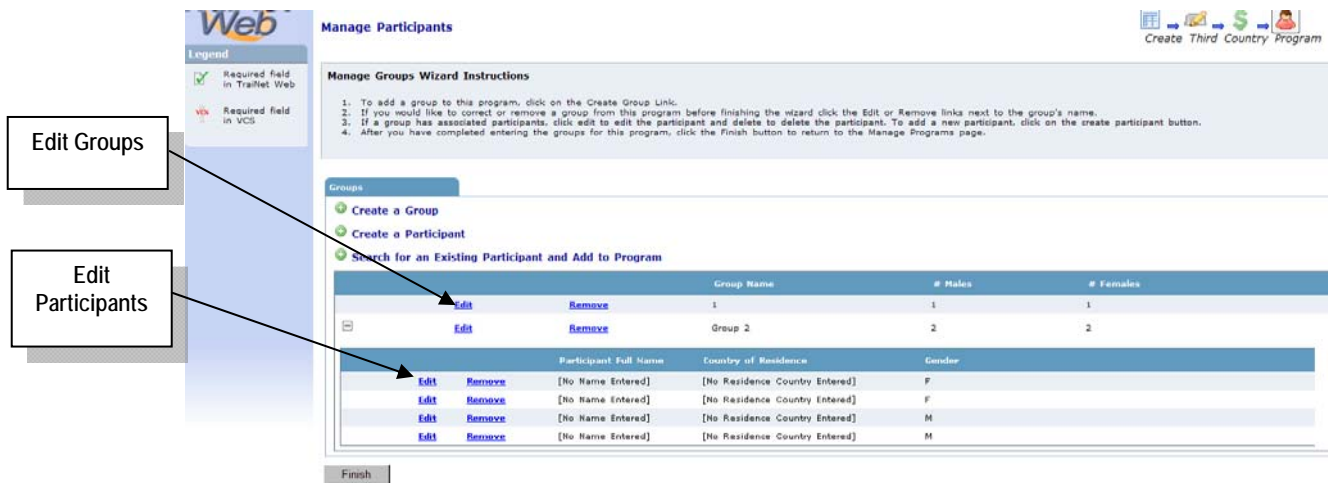 Web
Manage Participants
Create Third Country Program
Legend
Required field
in TraiNet Web
VCS
Required field
in VCS
Manage Groups Wizard Instructions
1. To add a group to this program, click on the Create Group Link.
2. If you would like to correct or remove a group from this program before finishing the wizard click the Edit or Remove links next to the group's name.
3. If a group has associated participants, click edit to edit the participant and delete to delete the participant. To add a new participant, click on the create participant button.
4. After you have completed entering the groups for this program, click the Finish button to return to the Manage Programs page.
Edit Groups
Edit
Participants
Groups
Create a Group
Create a Participant
Search for an Existing Participant and Add to Program
Group Name # Males # Females
Edit Remove 1 1 1
Edit Remove Group 2 2 2
Participant Full Name Country of Residence Gender
Edit Remove [No Name Entered] [No Residence Country Entered] F
Edit Remove [No Name Entered] [No Residence Country Entered] F
Edit Remove [No Name Entered] [No Residence Country Entered] M
Edit Remove [No Name Entered] [No Residence Country Entered] M
Finish